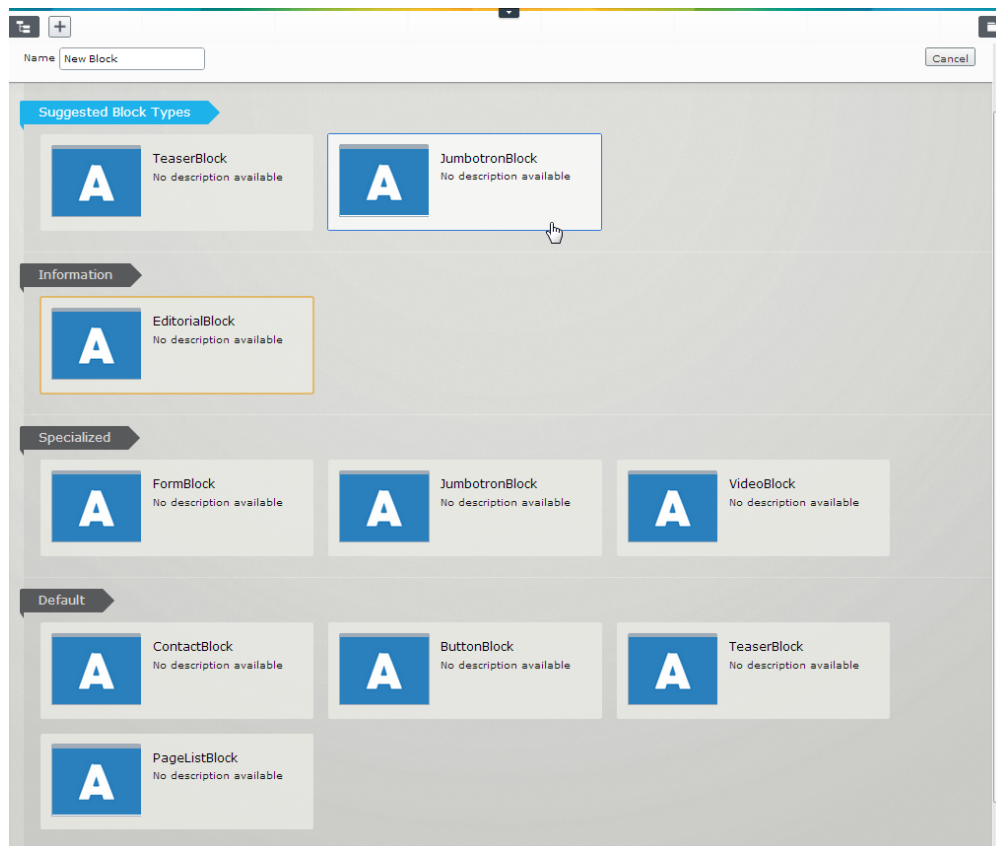 Name New Block Cancel
Suggested Block Types
A TeaserBlock
No description available
A JumbotronBlock
No description available
Information
A EditorialBlock
No description available
Specialized
A FormBlock
No description available
A JumbotronBlock
No description available
A VideoBlock
No description available
Default
A ContactBlock
No description available
A ButtonBlock
No description available
A TeaserBlock
No description available
A PageListBlock
No description available